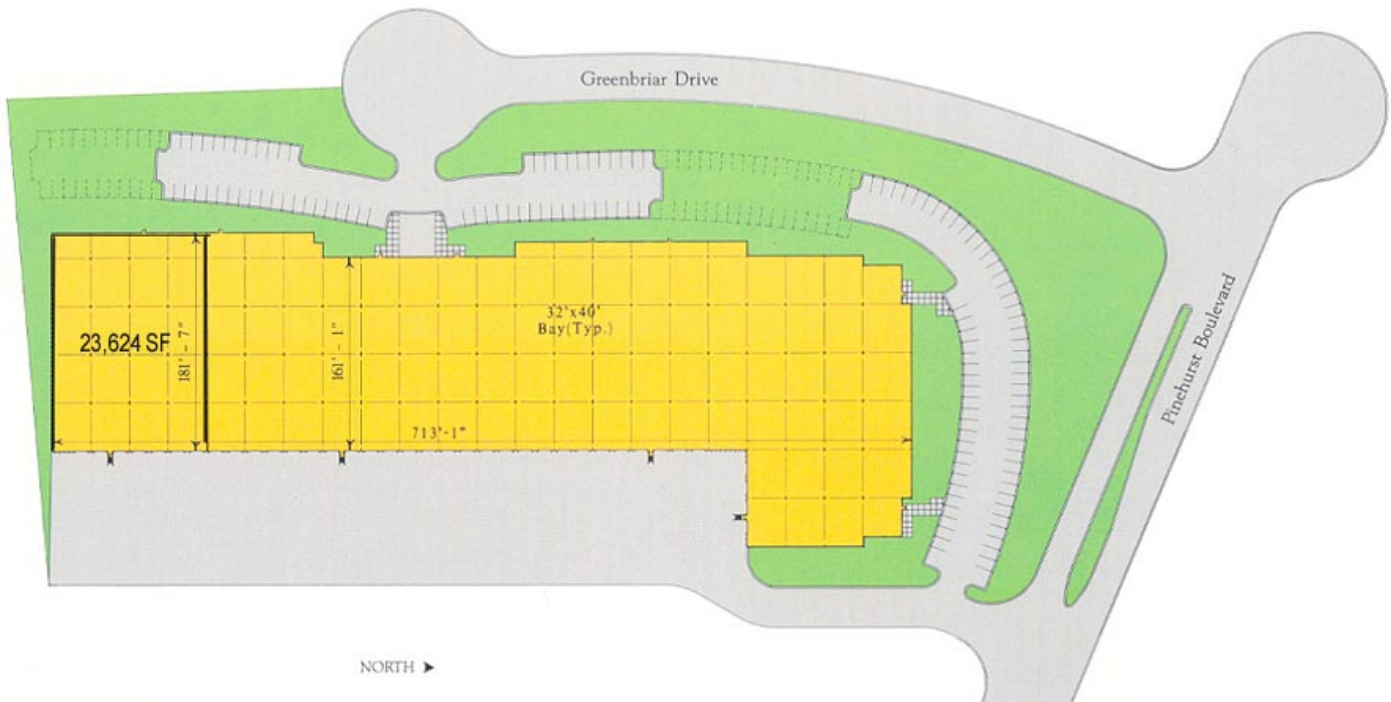 Greenbriar Drive
Pinehurst Boulevard
32'x40'
Bay(Typ.)
23,624 SF
181' - 7"
161' - 1"
713'-1"
NORTH